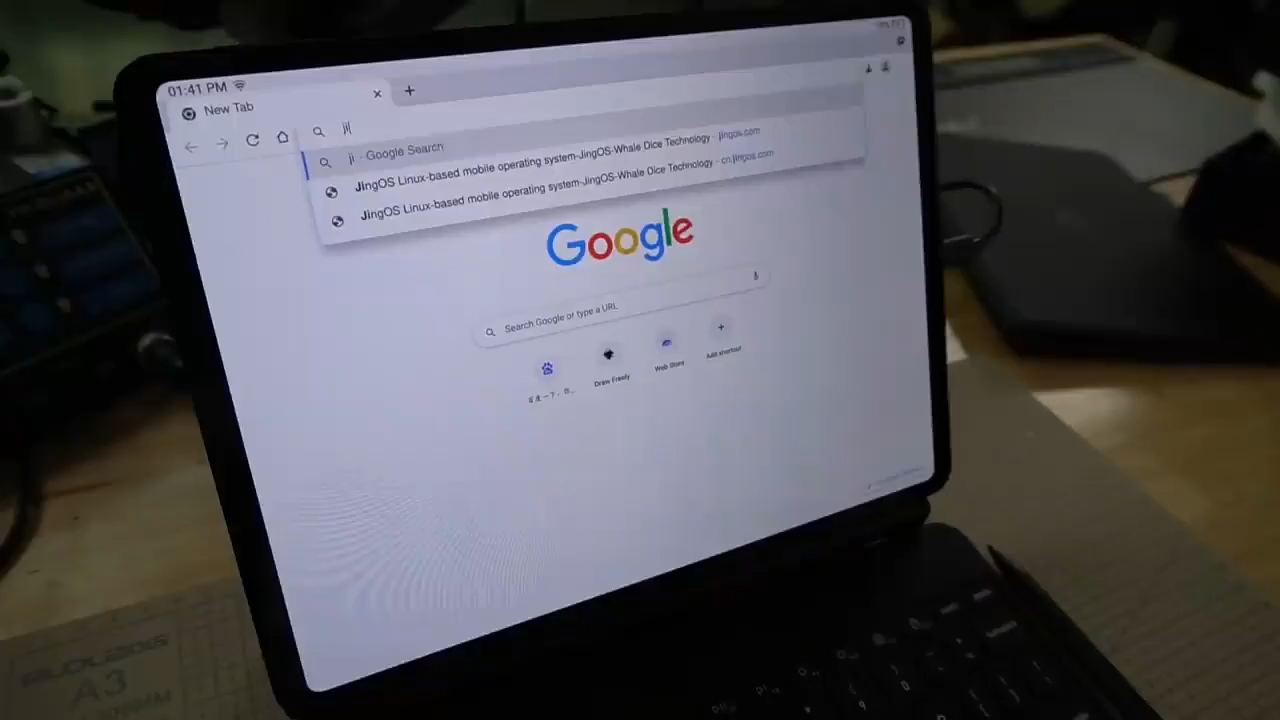 01:41 PM
New Tab
ji
ji - Google Search
JingOS Linux-based mobile operating system-JingOS-Whale Dice Technology - jingos.com
JingOS Linux-based mobile operating system-JingOS-Whale Dice Technology - cn.jingos.com
Google
Search Google or type a URL
Draw Freely
Web Store
Add shortcut
A3